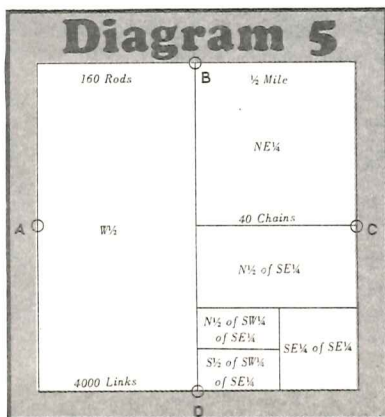 Diagram 5
160 Rods
B
½ Mile
NE¼
A
W½
40 Chains
C
N½ of SE¼
N½ of SW¼
of SE¼
SE¼ of SE¼
S½ of SW¼
of SE¼
4000 Links
D